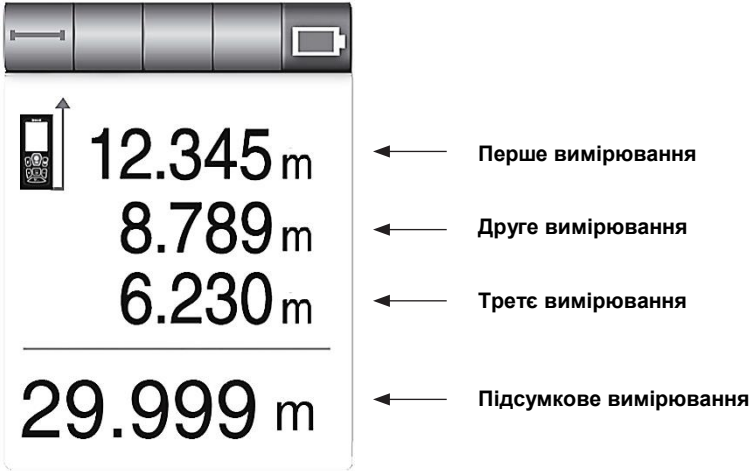 12.345 m
Перше вимірювання
8.789 m
Друге вимірювання
6.230 m
Третє вимірювання
29.999 m
Підсумкове вимірювання